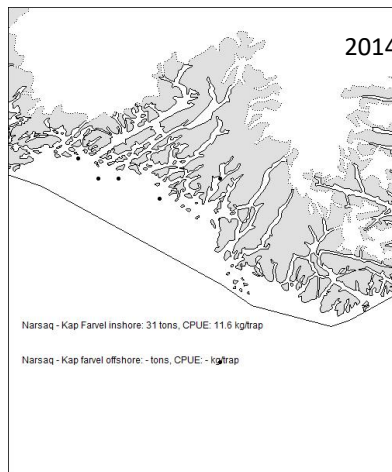 2014
Narsaq - Kap Farvel inshore: 31 tons, CPUE: 11.6 kg/trap
Narsaq - Kap farvel offshore: - tons, CPUE: - kg/trap